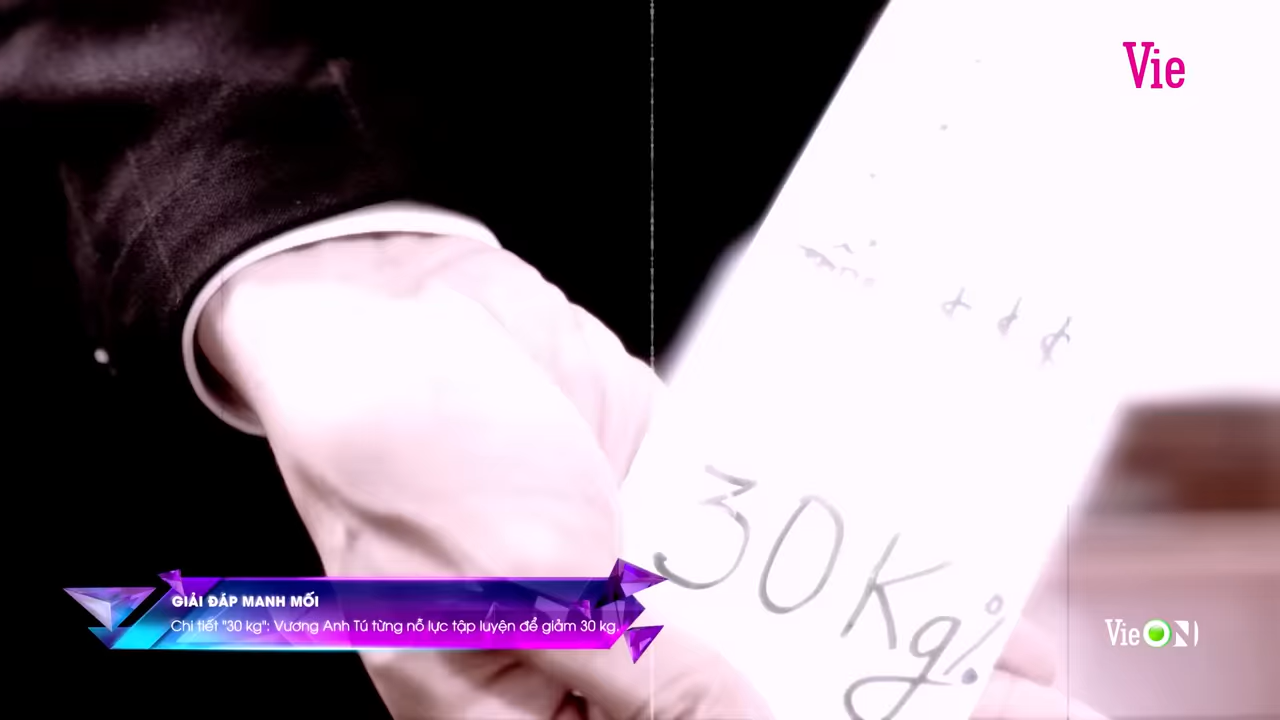 Vie
30 Kg!
GIẢI ĐÁP MANH MỐI
Chi tiết "30 kg": Vương Anh Tú từng nỗ lực tập luyện để giảm 30 kg.
VieON